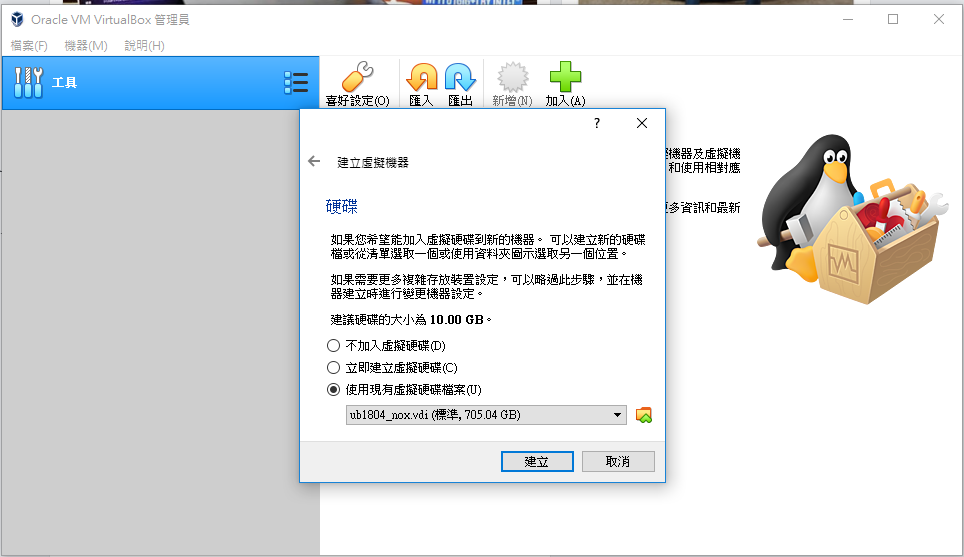 Oracle VM VirtualBox 管理員
檔案(F) 機器(M) 說明(H)
工具
喜好設定(O) 匯入 匯出 新增(N) 加入(A)
機器及虛擬機
和使用相對應
更多資訊和最新
?
建立虛擬機器
硬碟
如果您希望能加入虛擬硬碟到新的機器。 可以建立新的硬碟
檔或從清單選取一個或使用資料夾圖示選取另一個位置。
如果需要更多複雜存放裝置設定，可以略過此步驟，並在機
器建立時進行變更機器設定。
建議硬碟的大小為 10.00 GB。
不加入虛擬硬碟(D)
立即建立虛擬硬碟(C)
使用現有虛擬硬碟檔案(U)
ub1804_nox.vdi (標準, 705.04 GB)
建立 取消